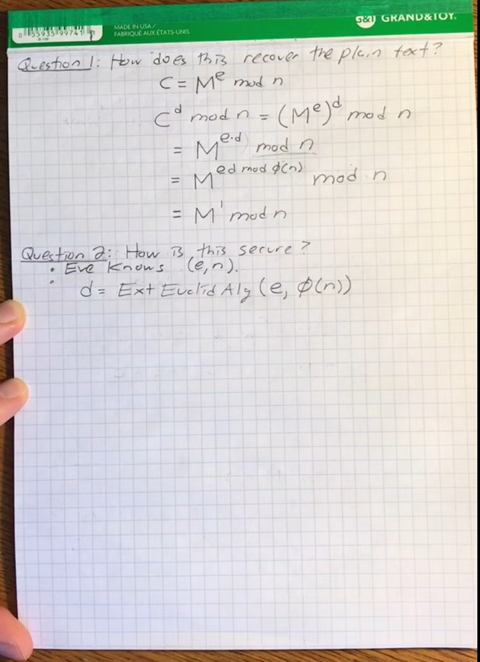 MADE IN USA /
FABRIQUÉ AUX ÉTATS-UNIS
G&T GRAND&TOY.
Question 1: How does this recover the plain text?
C = M^e mod n
C^d mod n = (M^e)^d mod n
= M^e·d mod n
= M^ed mod φ(n) mod n
= M^1 mod n
Question 2: How is this secure?
• Eve knows (e, n).
• d = Ext Euclid Alg (e, φ(n))